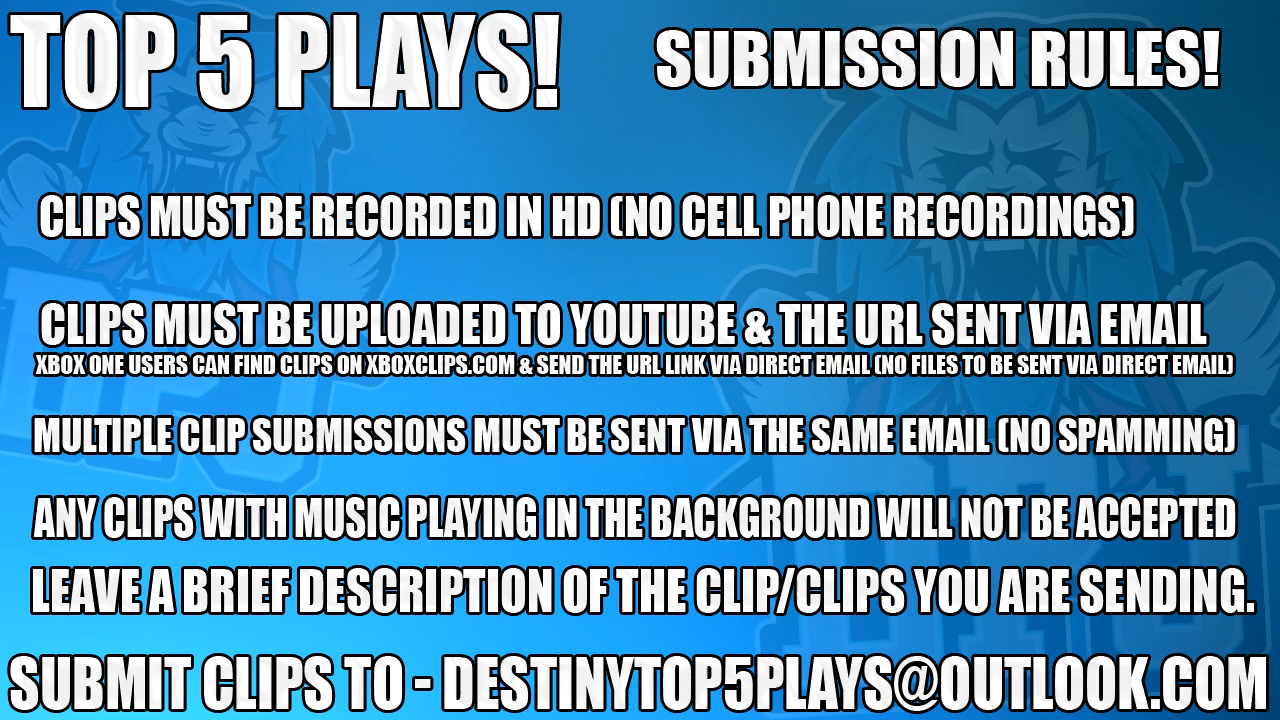 TOP 5 PLAYS!
SUBMISSION RULES!
CLIPS MUST BE RECORDED IN HD (NO CELL PHONE RECORDINGS)
CLIPS MUST BE UPLOADED TO YOUTUBE & THE URL SENT VIA EMAIL
XBOX ONE USERS CAN FIND CLIPS ON XBOXCLIPS.COM & SEND THE URL LINK VIA DIRECT EMAIL (NO FILES TO BE SENT VIA DIRECT EMAIL)
MULTIPLE CLIP SUBMISSIONS MUST BE SENT VIA THE SAME EMAIL (NO SPAMMING)
ANY CLIPS WITH MUSIC PLAYING IN THE BACKGROUND WILL NOT BE ACCEPTED
LEAVE A BRIEF DESCRIPTION OF THE CLIP/CLIPS YOU ARE SENDING.
SUBMIT CLIPS TO - DESTINYTOP5PLAYS@OUTLOOK.COM